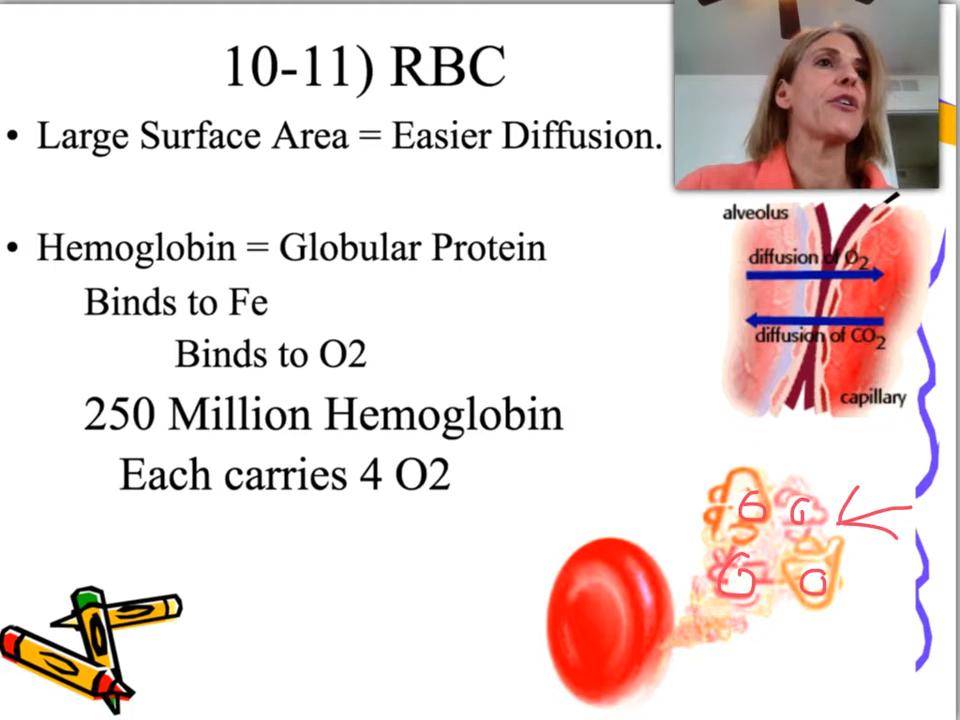 10-11) RBC
• Large Surface Area = Easier Diffusion.
• Hemoglobin = Globular Protein
Binds to Fe
Binds to O2
250 Million Hemoglobin
Each carries 4 O2
alveolus
diffusion of O2
diffusion of CO2
capillary